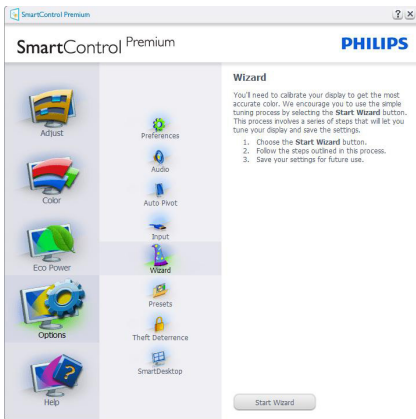 SmartControl Premium
SmartControl Premium
PHILIPS
Adjust
Color
Eco Power
Options
Help
Preferences
Audio
Auto Pivot
Input
Wizard
Presets
Theft Deterrence
SmartDesktop
Wizard
You'll need to calibrate your display to get the most
accurate color. We encourage you to use the simple
tuning process by selecting the Start Wizard button.
This process involves a series of steps that will let you
tune your display and save the settings.
1. Choose the Start Wizard button.
2. Follow the steps outlined in this process.
3. Save your settings for future use.
Start Wizard